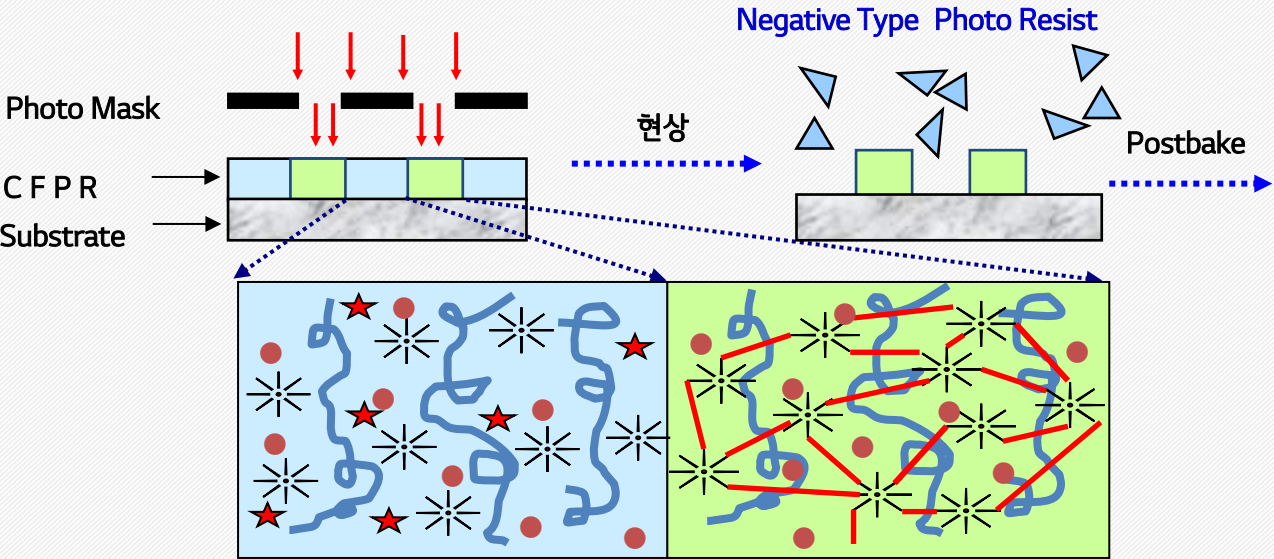 Negative Type Photo Resist
Photo Mask
현상
Postbake
C F P R
Substrate